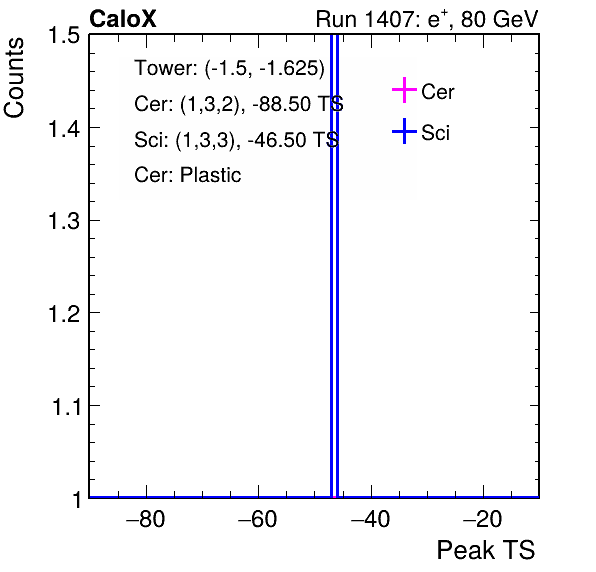 CaloX Run 1407: e⁺, 80 GeV
Counts
1.5
1.4
1.3
1.2
1.1
1
Tower: (-1.5, -1.625)
Cer: (1,3,2), -88.50 TS
Sci: (1,3,3), -46.50 TS
Cer: Plastic
Cer
Sci
−80 −60 −40 −20
Peak TS